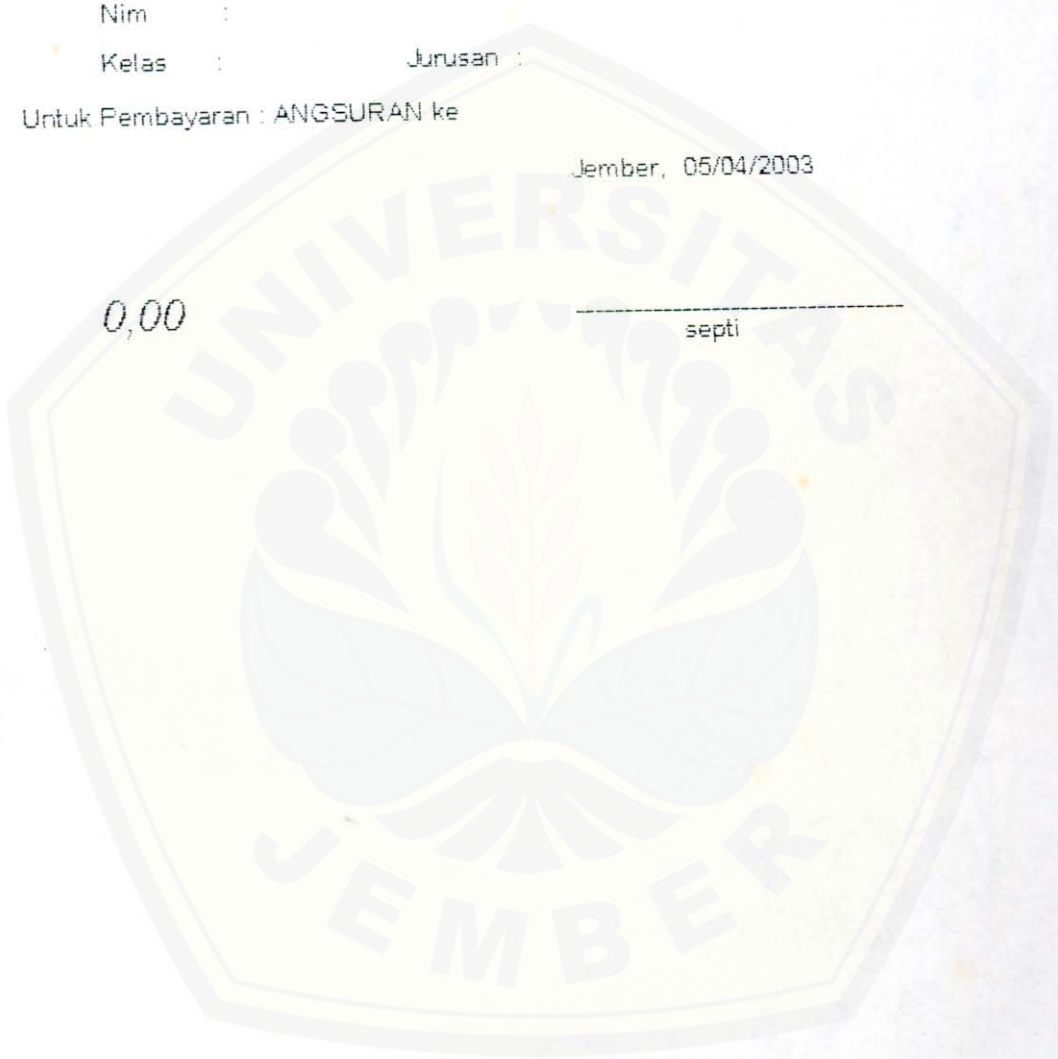 Nim :
Kelas : Jurusan :
Untuk Pembayaran : ANGSURAN ke
Jember, 05/04/2003
0,00
septi
UNIVERSITAS
JEMBER